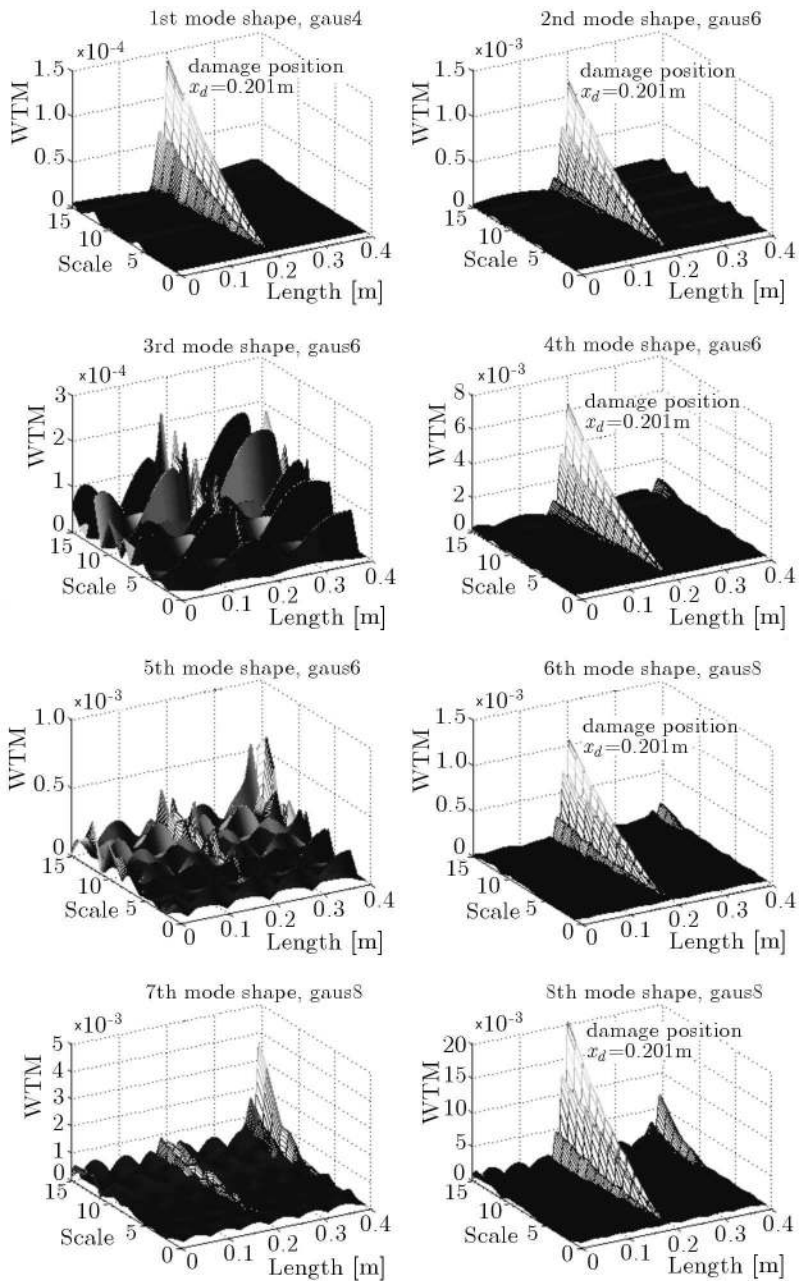 1st mode shape, gaus4
×10⁻⁴
WTM
1.5
1.0
0.5
0
damage position
x_d=0.201m
15
10
5
0
Scale
0
0.1
0.2
0.3
0.4
Length [m]
2nd mode shape, gaus6
×10⁻³
WTM
1.5
1.0
0.5
0
damage position
x_d=0.201m
15
10
5
0
Scale
0
0.1
0.2
0.3
0.4
Length [m]
3rd mode shape, gaus6
×10⁻⁴
WTM
3
2
1
0
15
10
5
0
Scale
0
0.1
0.2
0.3
0.4
Length [m]
4th mode shape, gaus6
×10⁻³
WTM
8
6
4
2
0
damage position
x_d=0.201m
15
10
5
0
Scale
0
0.1
0.2
0.3
0.4
Length [m]
5th mode shape, gaus6
×10⁻³
WTM
1.0
0.5
0
15
10
5
0
Scale
0
0.1
0.2
0.3
0.4
Length [m]
6th mode shape, gaus8
×10⁻³
WTM
1.5
1.0
0.5
0
damage position
x_d=0.201m
15
10
5
0
Scale
0
0.1
0.2
0.3
0.4
Length [m]
7th mode shape, gaus8
×10⁻³
WTM
5
4
3
2
1
0
15
10
5
0
Scale
0
0.1
0.2
0.3
0.4
Length [m]
8th mode shape, gaus8
×10⁻³
WTM
20
15
10
5
0
damage position
x_d=0.201m
15
10
5
0
Scale
0
0.1
0.2
0.3
0.4
Length [m]